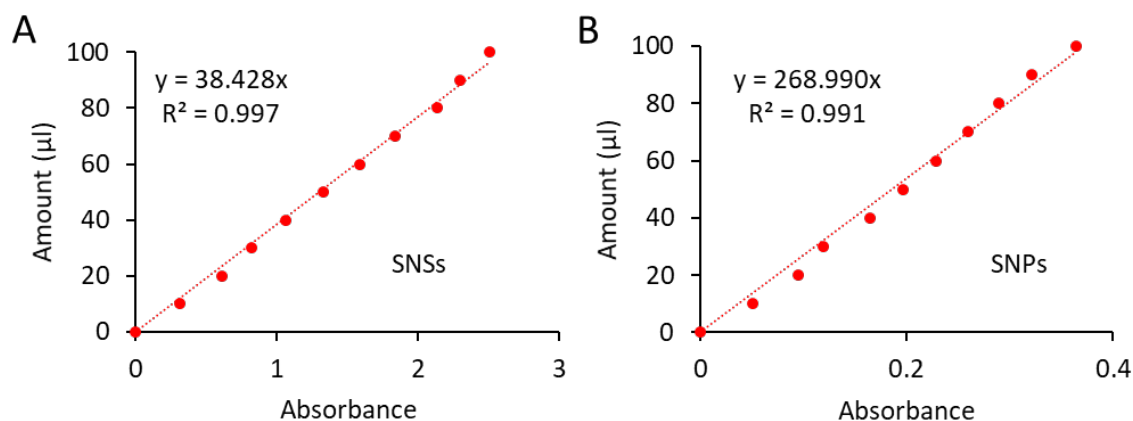 A
Amount (µl)
100
80
60
40
20
0
y = 38.428x
R² = 0.997
SNSs
0 1 2 3
Absorbance
B
Amount (µl)
100
80
60
40
20
0
y = 268.990x
R² = 0.991
SNPs
0 0.2 0.4
Absorbance